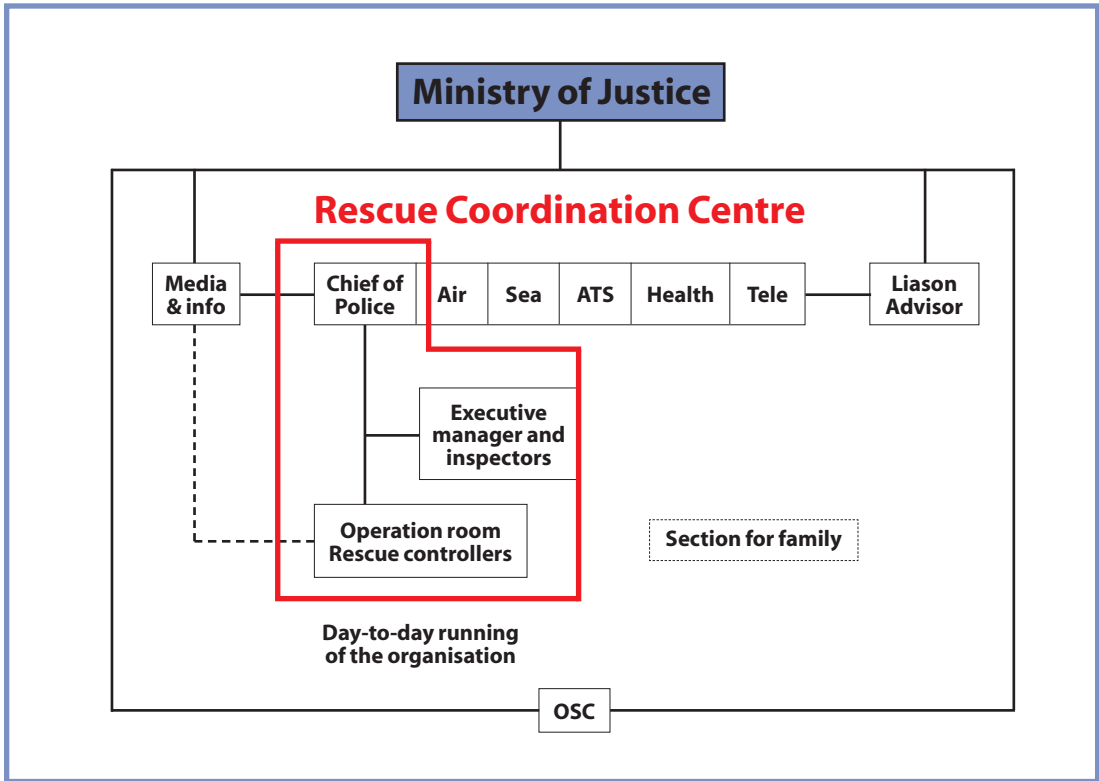 Ministry of Justice
Rescue Coordination Centre
Media
& info
Chief of
Police
Air
Sea
ATS
Health
Tele
Liason
Advisor
Executive
manager and
inspectors
Operation room
Rescue controllers
Section for family
Day-to-day running
of the organisation
OSC